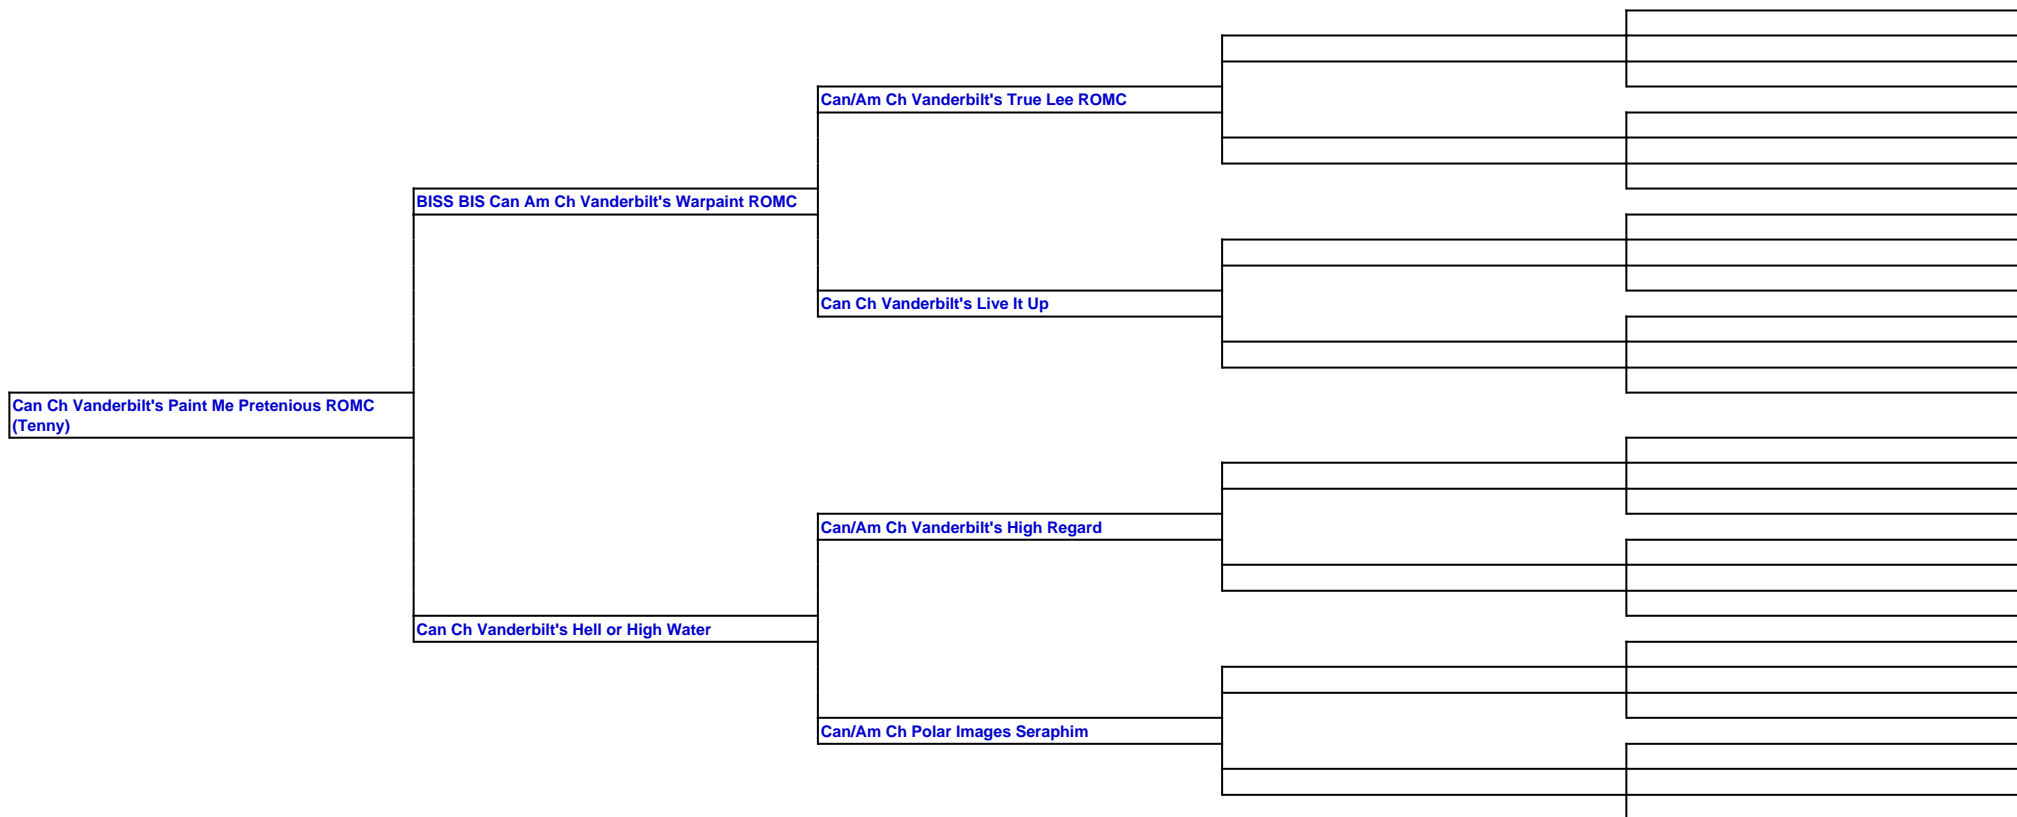 Can/Am Ch Vanderbilt's True Lee ROMC
BISS BIS Can Am Ch Vanderbilt's Warpaint ROMC
Can Ch Vanderbilt's Live It Up
Can Ch Vanderbilt's Paint Me Pretenious ROMC
(Tenny)
Can/Am Ch Vanderbilt's High Regard
Can Ch Vanderbilt's Hell or High Water
Can/Am Ch Polar Images Seraphim